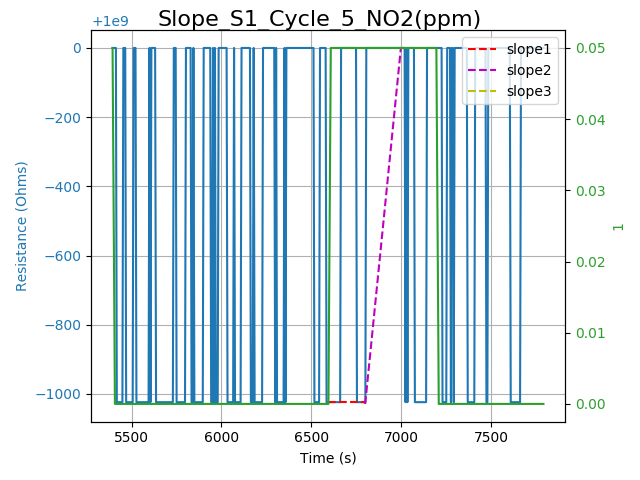 Slope_S1_Cycle_5_NO2(ppm)
+1e9
slope1
slope2
slope3
0
−200
−400
−600
−800
−1000
Resistance (Ohms)
0.05
0.04
0.03
0.02
0.01
0.00
1
5500
6000
6500
7000
7500
Time (s)